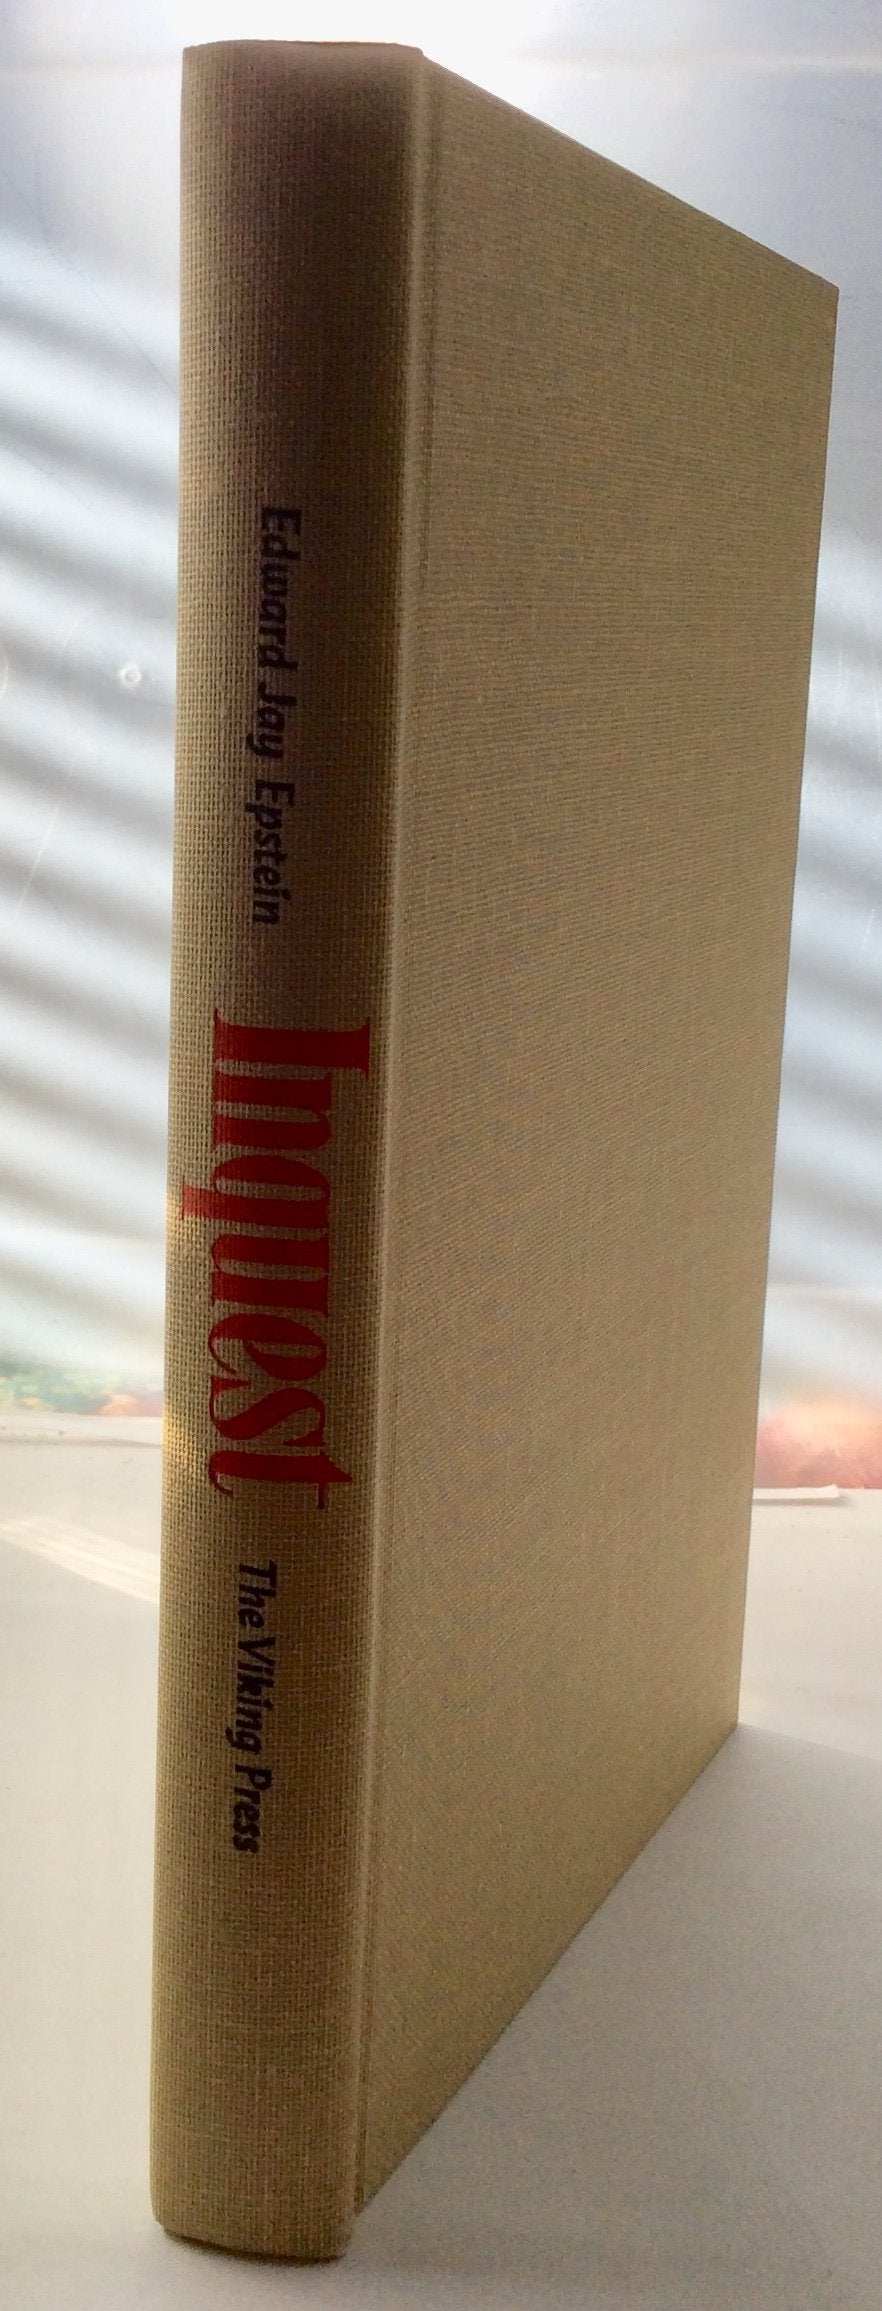 Edward Jay Epstein
Inquest
The Viking Press